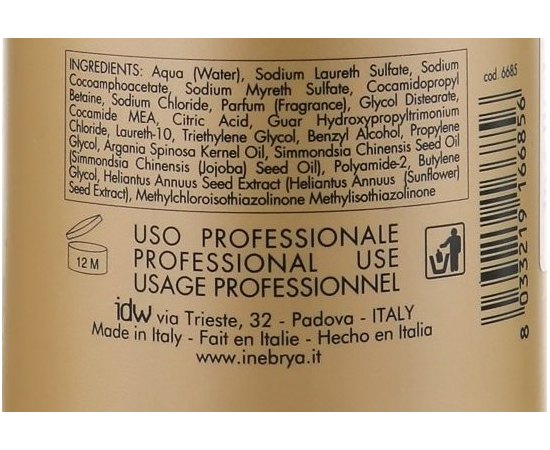 INGREDIENTS: Aqua (Water), Sodium Laureth Sulfate, Sodium
Cocoamphoacetate, Sodium Myreth Sulfate, Cocamidopropyl
Betaine, Sodium Chloride, Parfum (Fragrance), Glycol Distearate,
Cocamide MEA, Citric Acid, Guar Hydroxypropyltrimonium
Chloride, Laureth-10, Triethylene Glycol, Benzyl Alcohol, Propylene
Glycol, Argania Spinosa Kernel Oil, Simmondsia Chinensis Seed Oil
(Simmondsia Chinensis (Jojoba) Seed Oil), Polyamide-2, Butylene
Glycol, Heliantus Annuus Seed Extract (Heliantus Annuus (Sunflower)
Seed Extract), Methylchloroisothiazolinone Methylisothiazolinone
12 M
USO PROFESSIONALE
PROFESSIONAL USE
USAGE PROFESSIONNEL
idw via Trieste, 32 - Padova - ITALY
Made in Italy - Fait en Italie - Hecho en Italia
www.inebrya.it
cod. 6685
8 033219 166856